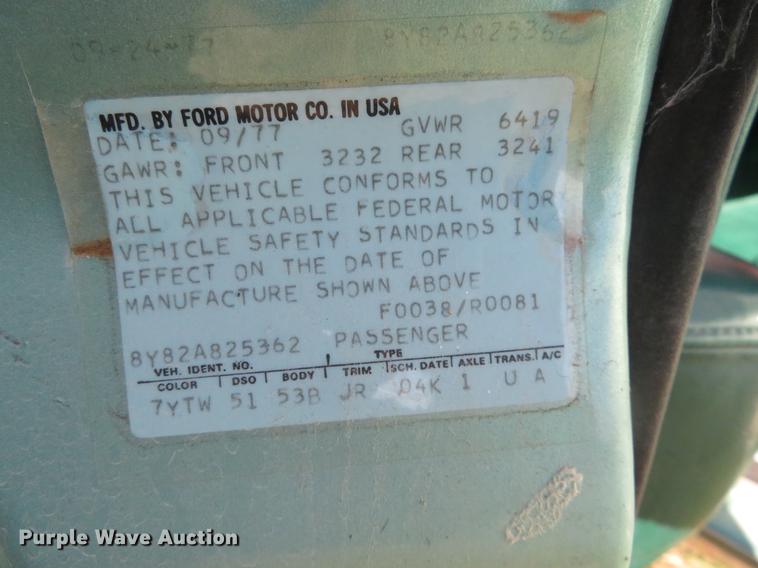 09-24-77 8Y82A825362
MFD. BY FORD MOTOR CO. IN USA
DATE: 09/77 GVWR 6419
GAWR: FRONT 3232 REAR 3241
THIS VEHICLE CONFORMS TO
ALL APPLICABLE FEDERAL MOTOR
VEHICLE SAFETY STANDARDS IN
EFFECT ON THE DATE OF
MANUFACTURE SHOWN ABOVE
F0038/R0081
8Y82A825362 PASSENGER
VEH. IDENT. NO. TYPE
COLOR DSO BODY TRIM SCH. DATE AXLE TRANS. A/C
7YTW 51 53B JR 04K 1 U A
Purple Wave Auction